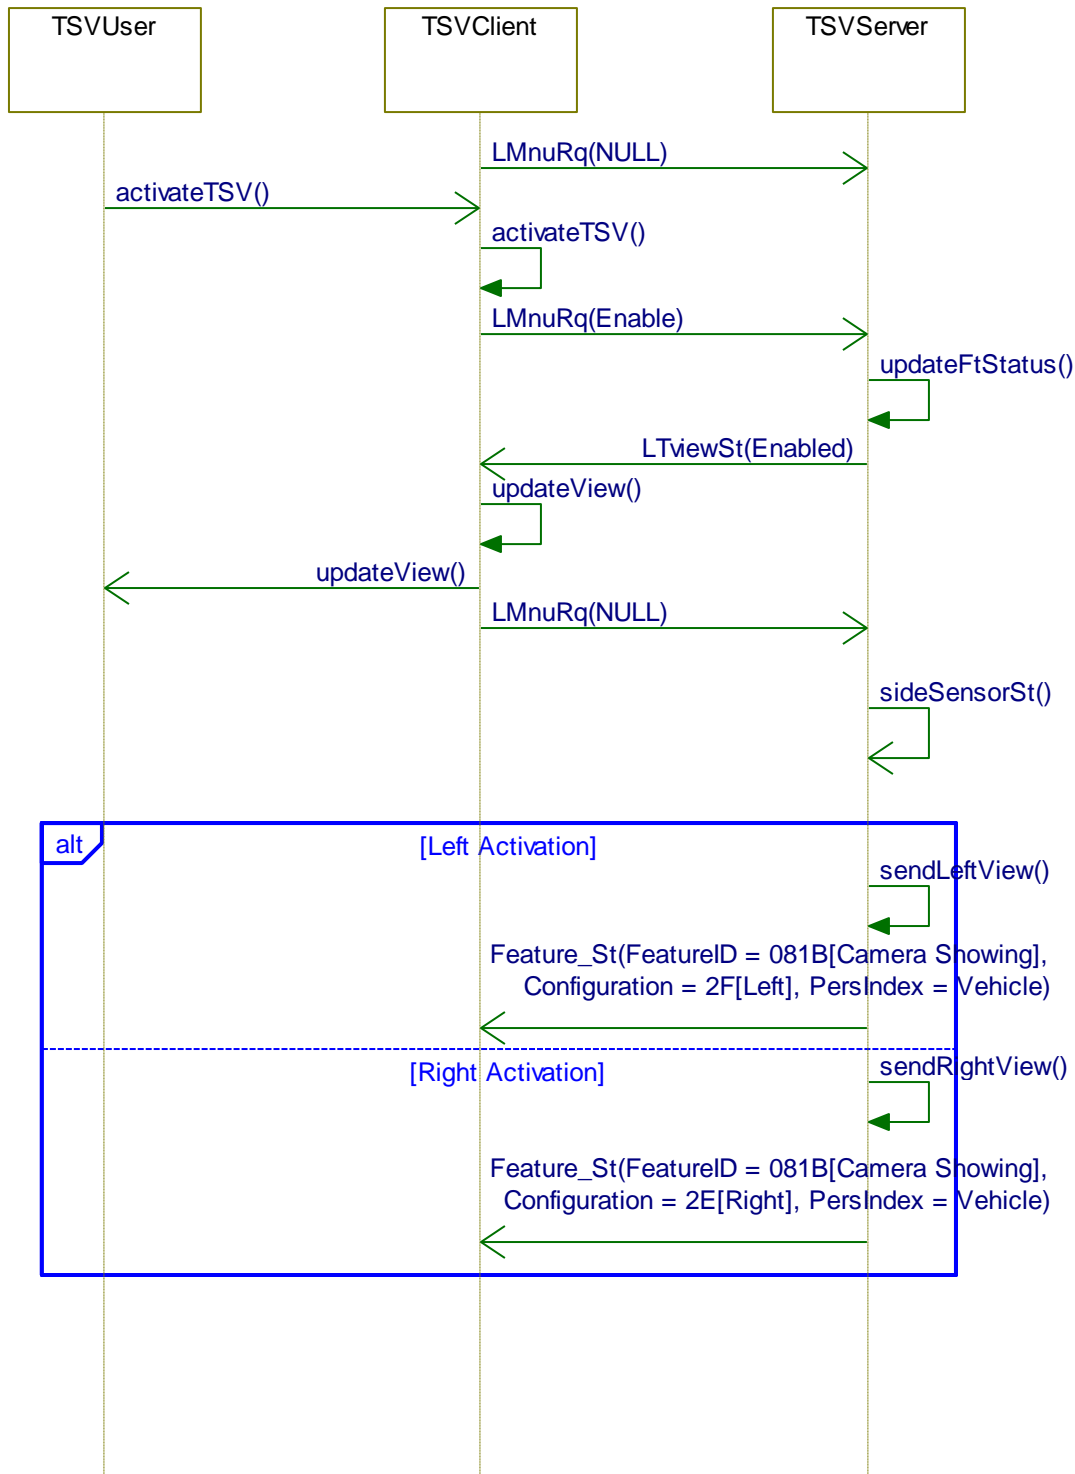 TSVUser
TSVClient
TSVServer
LMnuRq(NULL)
activateTSV()
activateTSV()
LMnuRq(Enable)
updateFtStatus()
LTviewSt(Enabled)
updateView()
updateView()
LMnuRq(NULL)
sideSensorSt()
alt
[Left Activation]
sendLeftView()
Feature_St(FeatureID = 081B[Camera Showing],
Configuration = 2F[Left], PersIndex = Vehicle)
[Right Activation]
sendRightView()
Feature_St(FeatureID = 081B[Camera Showing],
Configuration = 2E[Right], PersIndex = Vehicle)